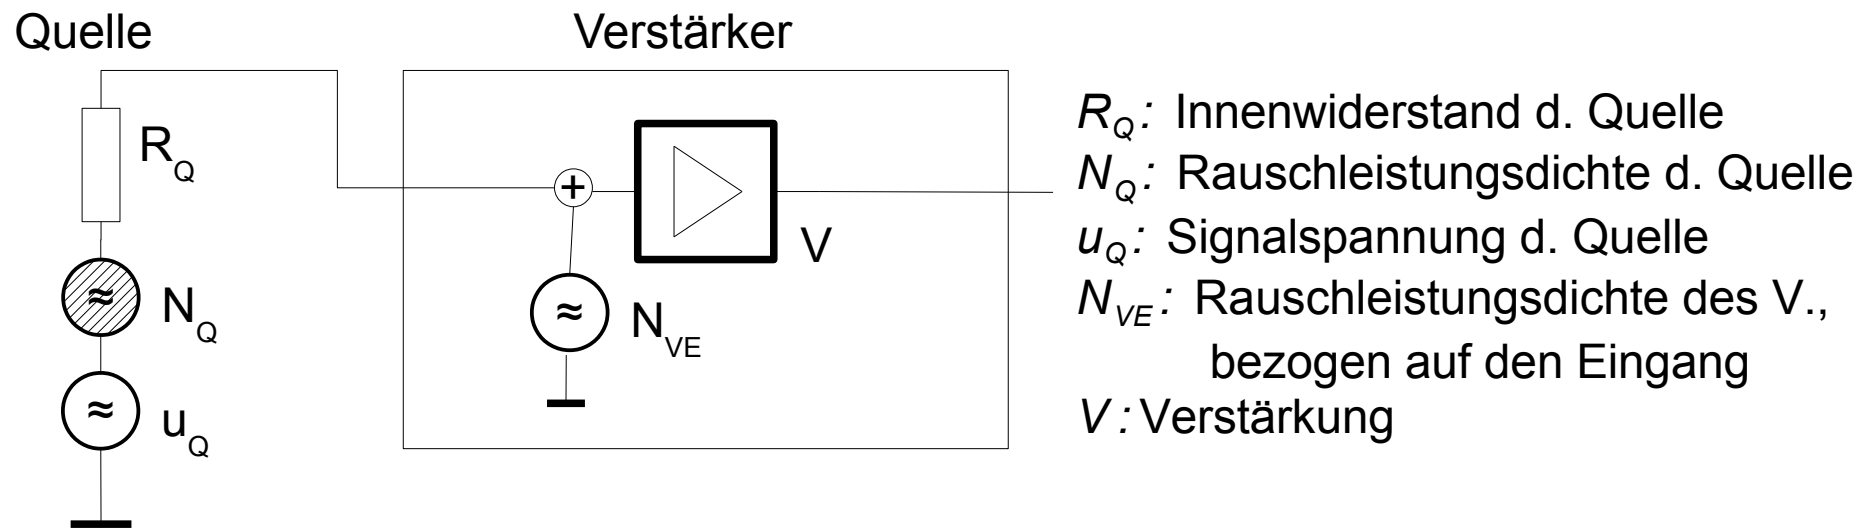 Quelle
Verstärker
R_Q
N_Q
u_Q
+
N_VE
V
≈
≈
≈
R_Q: Innenwiderstand d. Quelle
N_Q: Rauschleistungsdichte d. Quelle
u_Q: Signalspannung d. Quelle
N_VE: Rauschleistungsdichte des V.,
bezogen auf den Eingang
V: Verstärkung